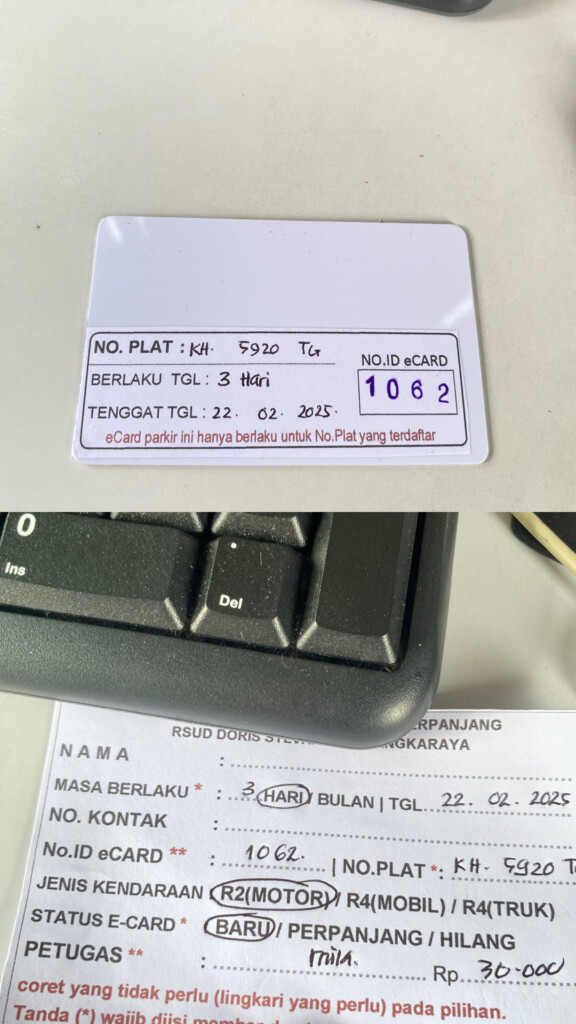 NO. PLAT : KH. 5920 TG
NO.ID eCARD
BERLAKU TGL : 3 Hari
1062
TENGGAT TGL : 22. 02. 2025.
eCard parkir ini hanya berlaku untuk No.Plat yang terdaftar
0
Ins
.
Del
ERPANJANG
RSUD DORIS NGKARAYA
NAMA :
MASA BERLAKU * : 3 HARI / BULAN | TGL. 22. 02. 2025
NO. KONTAK :
No.ID eCARD ** : 1062. | NO.PLAT *: KH. 5920 T
JENIS KENDARAAN R2(MOTOR) / R4(MOBIL) / R4(TRUK)
STATUS E-CARD * BARU / PERPANJANG / HILANG
PETUGAS ** : mila. Rp. 30.000
coret yang tidak perlu (lingkari yang perlu) pada pilihan.
Tanda (*) wajib diisi